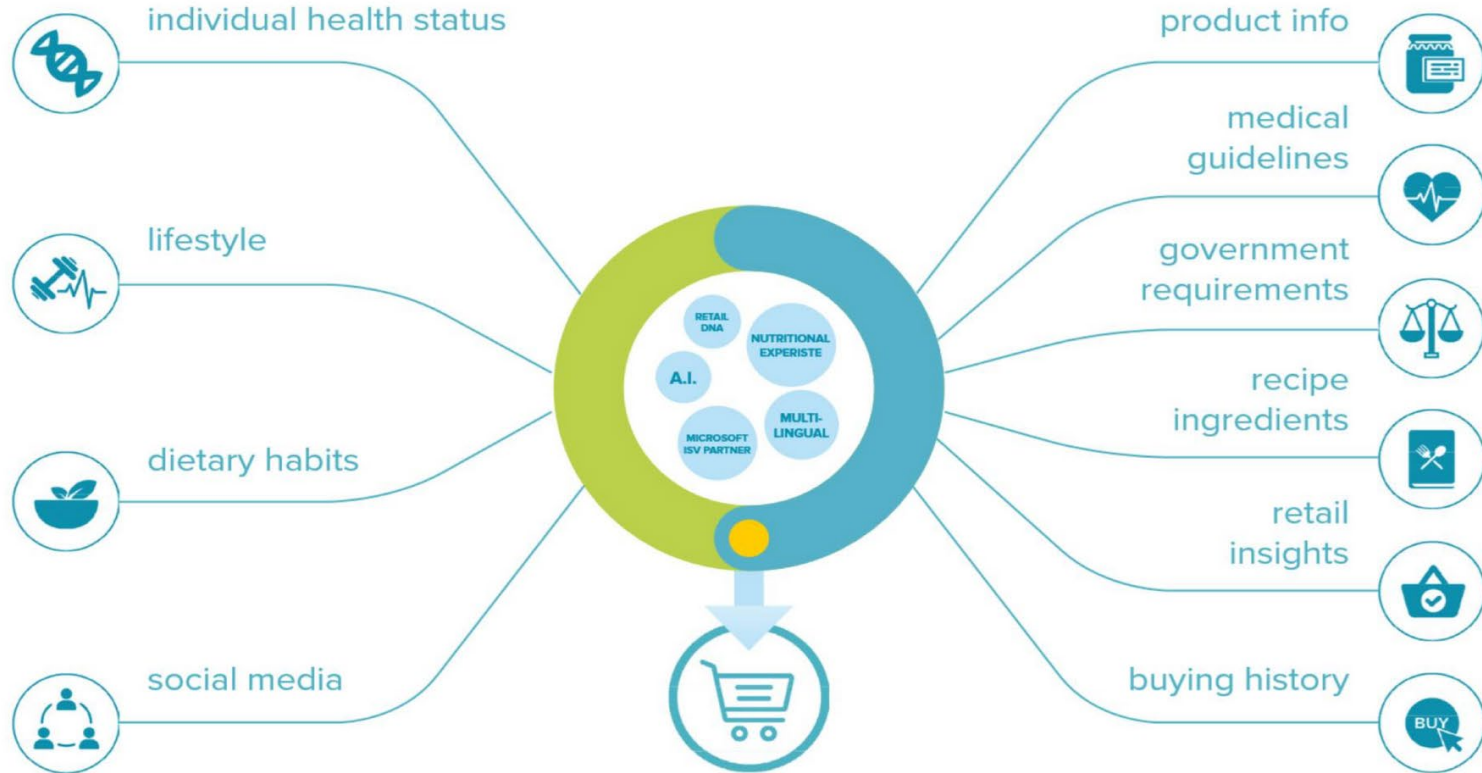 individual health status
lifestyle
dietary habits
social media
RETAIL
DNA
NUTRITIONAL
EXPERISTE
A.I.
MULTI-
LINGUAL
MICROSOFT
ISV PARTNER
product info
medical
guidelines
government
requirements
recipe
ingredients
retail
insights
buying history
BUY